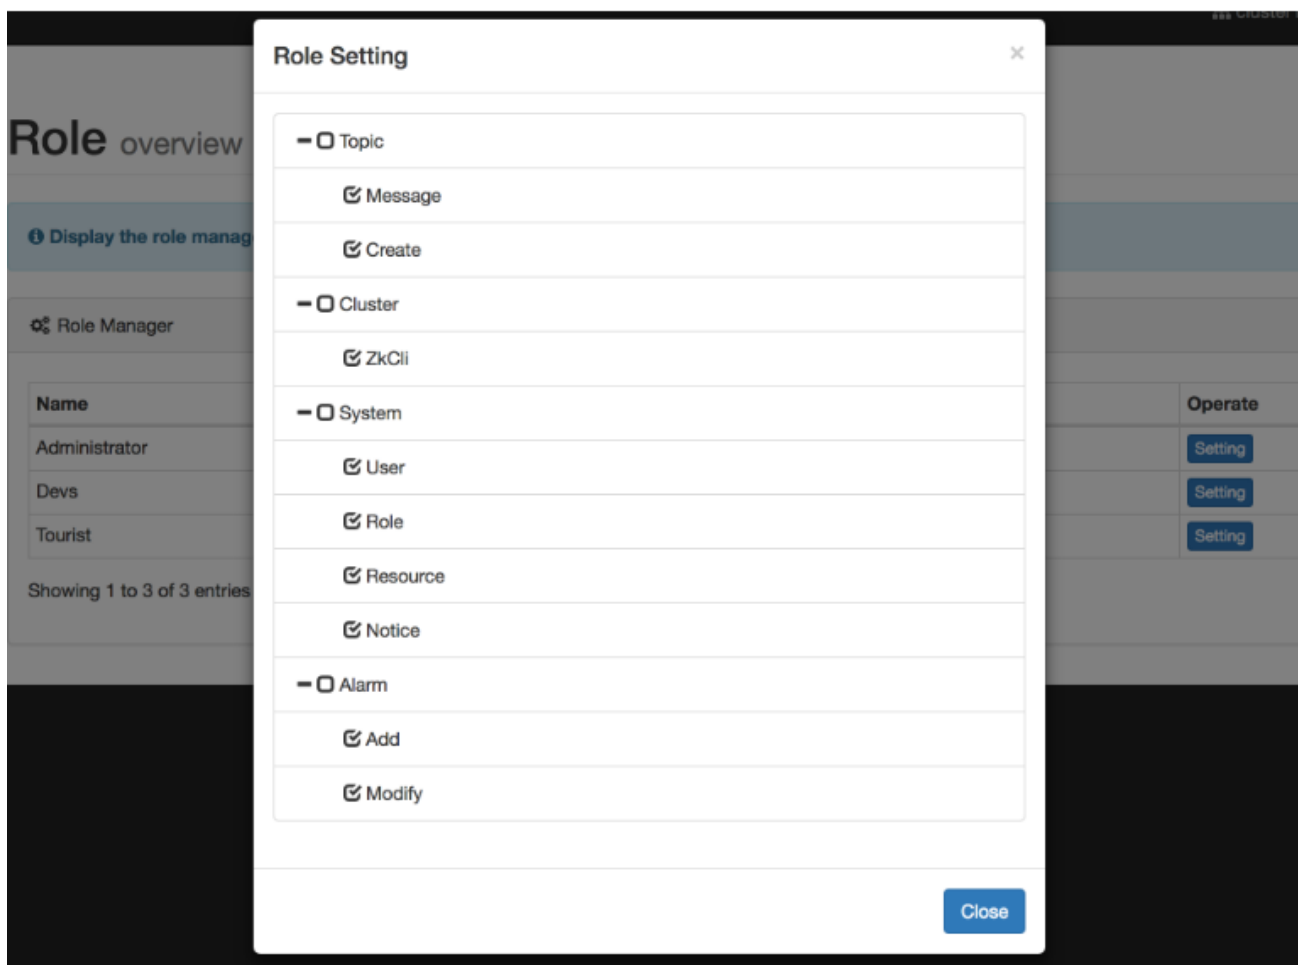 Cluster
Role Setting
×
Role overview
Topic
Message
Display the role manag
Create
Cluster
Role Manager
ZkCli
Name
Operate
System
Administrator
Setting
User
Devs
Setting
Role
Tourist
Setting
Resource
Showing 1 to 3 of 3 entries
Notice
Alarm
Add
Modify
Close